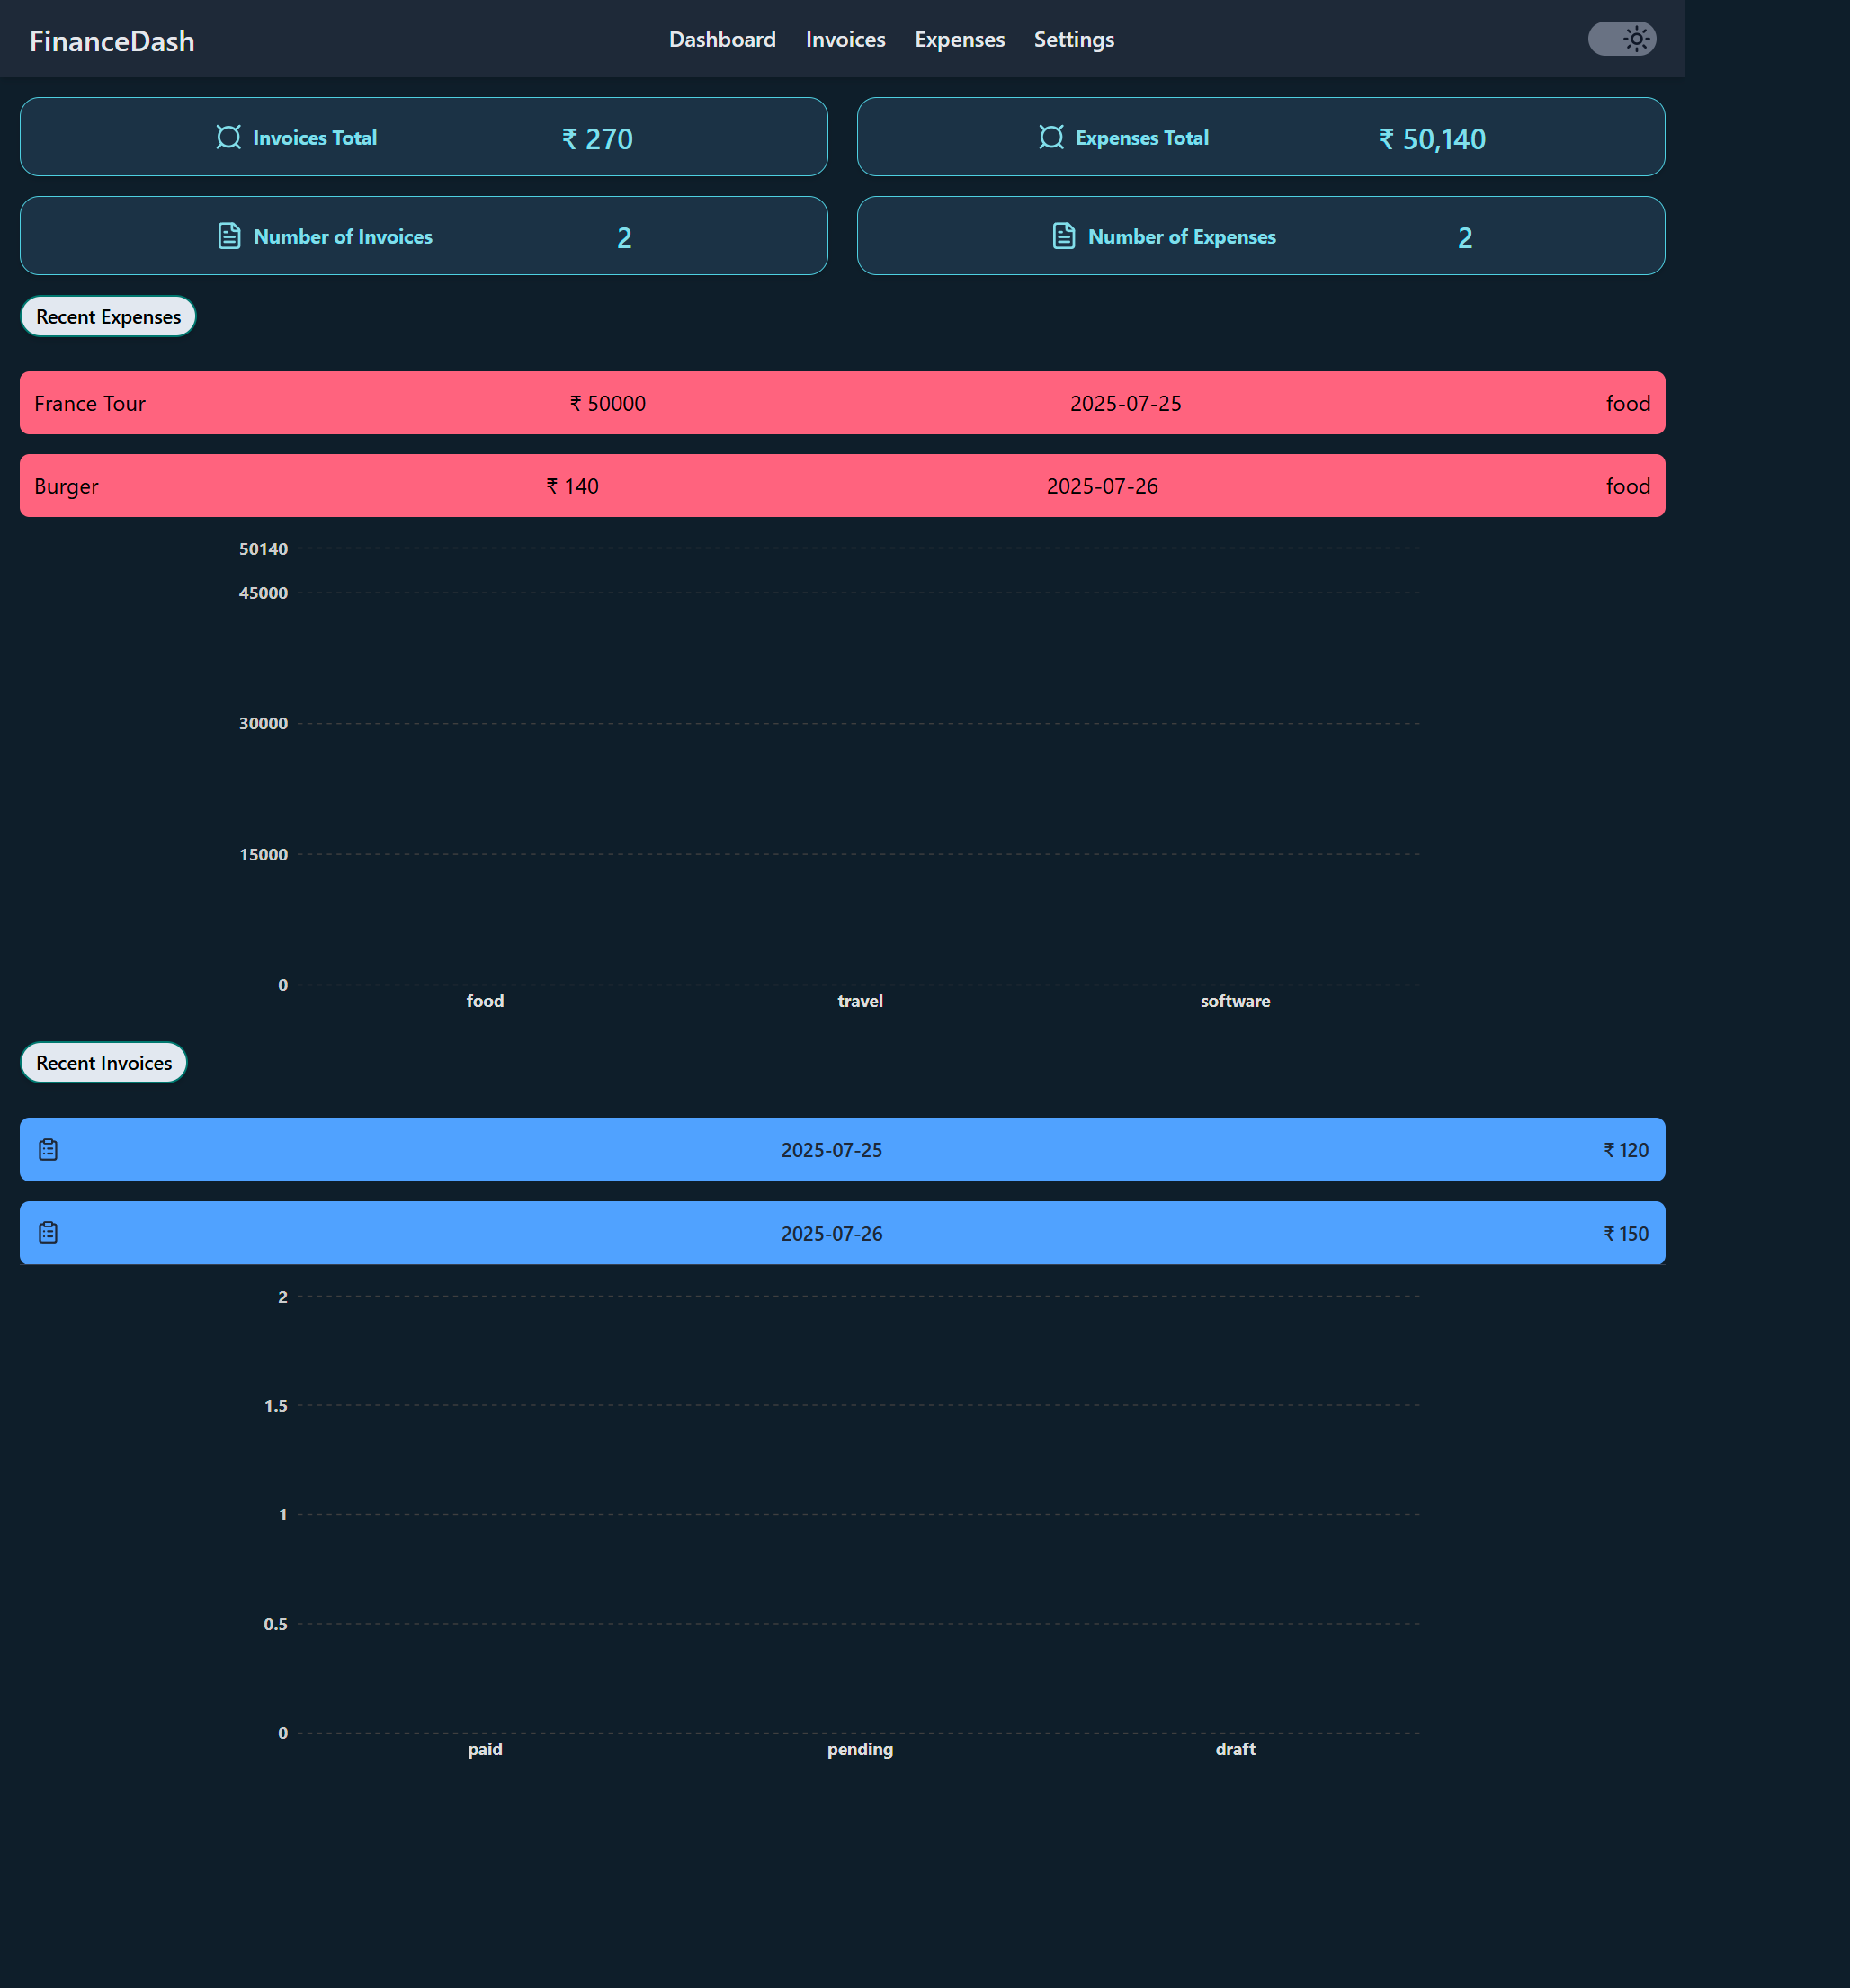 FinanceDash Dashboard Invoices Expenses Settings
Invoices Total ₹ 270 Expenses Total ₹ 50,140
Number of Invoices 2 Number of Expenses 2
Recent Expenses
France Tour ₹ 50000 2025-07-25 food
Burger ₹ 140 2025-07-26 food
50140
45000
30000
15000
0
food travel software
Recent Invoices
2025-07-25 ₹ 120
2025-07-26 ₹ 150
2
1.5
1
0.5
0
paid pending draft